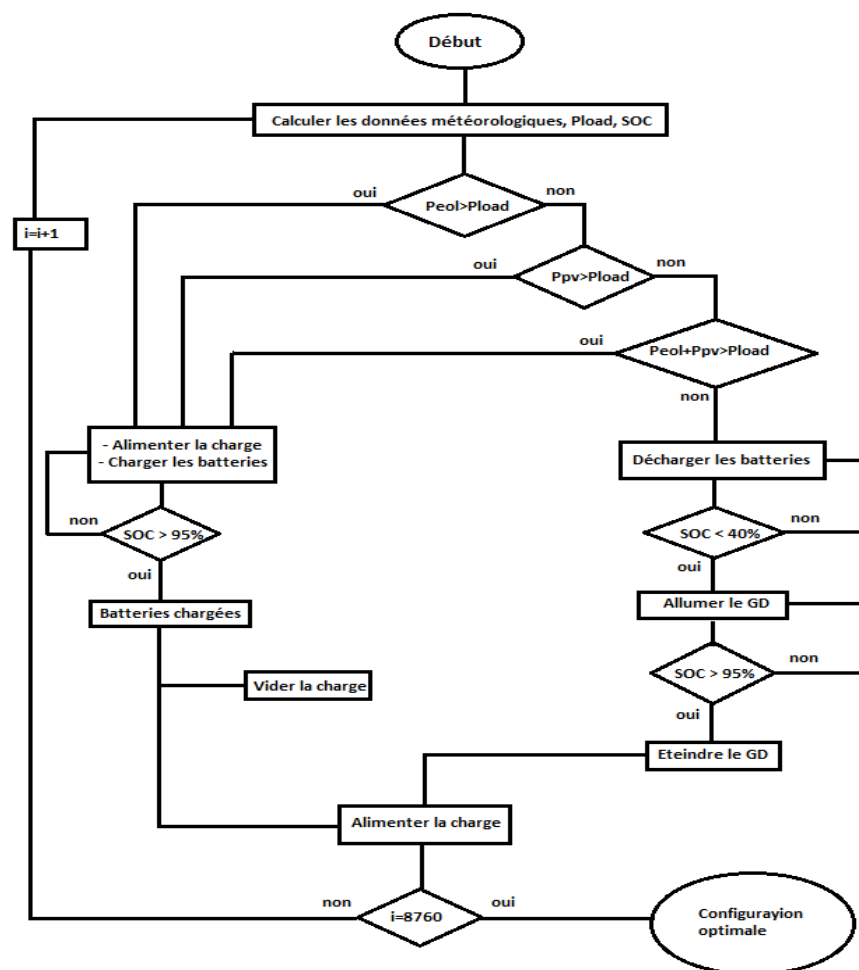 Début
Calculer les données météorologiques, Pload, SOC
oui
Peol>Pload
non
i=i+1
oui
Ppv>Pload
non
oui
Peol+Ppv>Pload
non
- Alimenter la charge
- Charger les batteries
Décharger les batteries
non
SOC > 95%
oui
SOC < 40%
non
oui
Batteries chargées
Allumer le GD
Vider la charge
SOC > 95%
non
oui
Eteindre le GD
Alimenter la charge
non
i=8760
oui
Configurayion
optimale